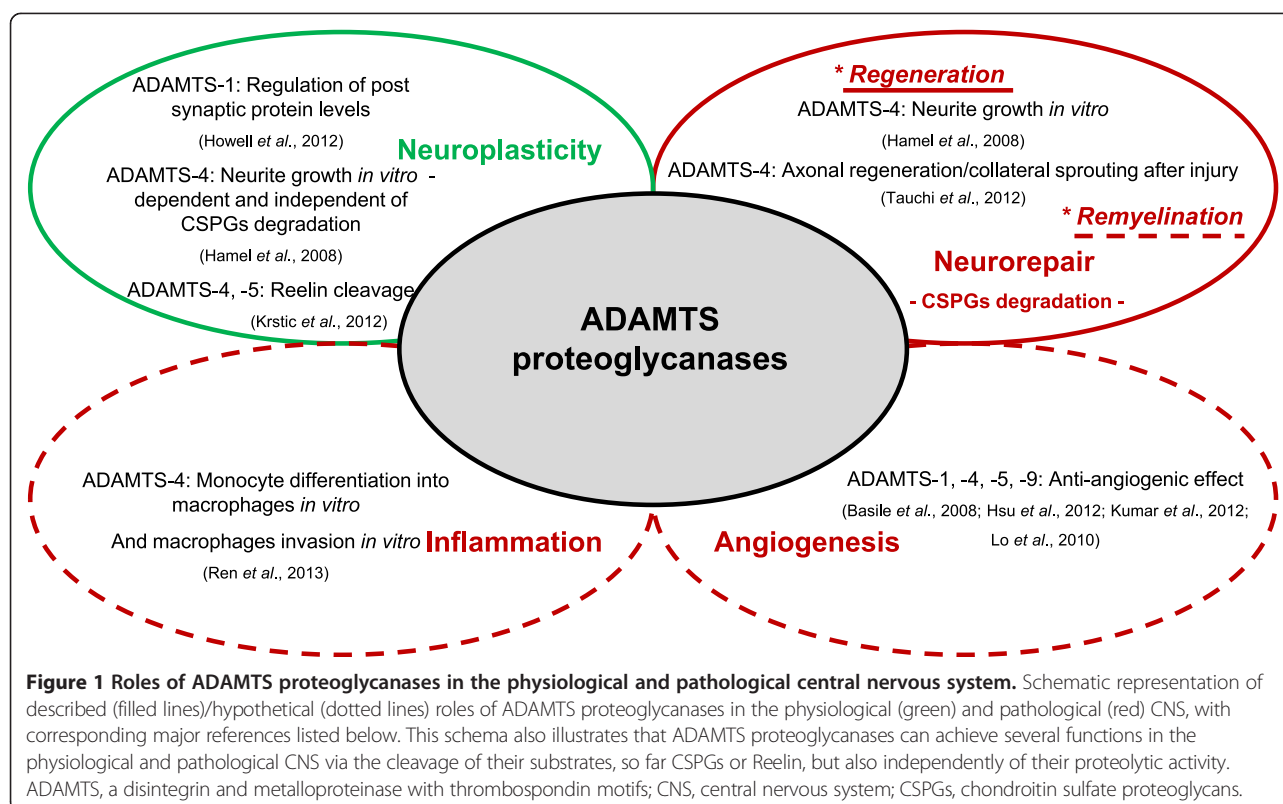 ADAMTS-1: Regulation of post
synaptic protein levels
(Howell et al., 2012)
Neuroplasticity
ADAMTS-4: Neurite growth in vitro -
dependent and independent of
CSPGs degradation
(Hamel et al., 2008)
ADAMTS-4, -5: Reelin cleavage
(Krstic et al., 2012)
* Regeneration
ADAMTS-4: Neurite growth in vitro
(Hamel et al., 2008)
ADAMTS-4: Axonal regeneration/collateral sprouting after injury
(Tauchi et al., 2012)
* Remyelination
Neurorepair
- CSPGs degradation -
ADAMTS
proteoglycanases
ADAMTS-4: Monocyte differentiation into
macrophages in vitro
And macrophages invasion in vitro
(Ren et al., 2013)
Inflammation
ADAMTS-1, -4, -5, -9: Anti-angiogenic effect
(Basile et al., 2008; Hsu et al., 2012; Kumar et al., 2012;
Lo et al., 2010)
Angiogenesis
Figure 1 Roles of ADAMTS proteoglycanases in the physiological and pathological central nervous system. Schematic representation of
described (filled lines)/hypothetical (dotted lines) roles of ADAMTS proteoglycanases in the physiological (green) and pathological (red) CNS, with
corresponding major references listed below. This schema also illustrates that ADAMTS proteoglycanases can achieve several functions in the
physiological and pathological CNS via the cleavage of their substrates, so far CSPGs or Reelin, but also independently of their proteolytic activity.
ADAMTS, a disintegrin and metalloproteinase with thrombospondin motifs; CNS, central nervous system; CSPGs, chondroitin sulfate proteoglycans.